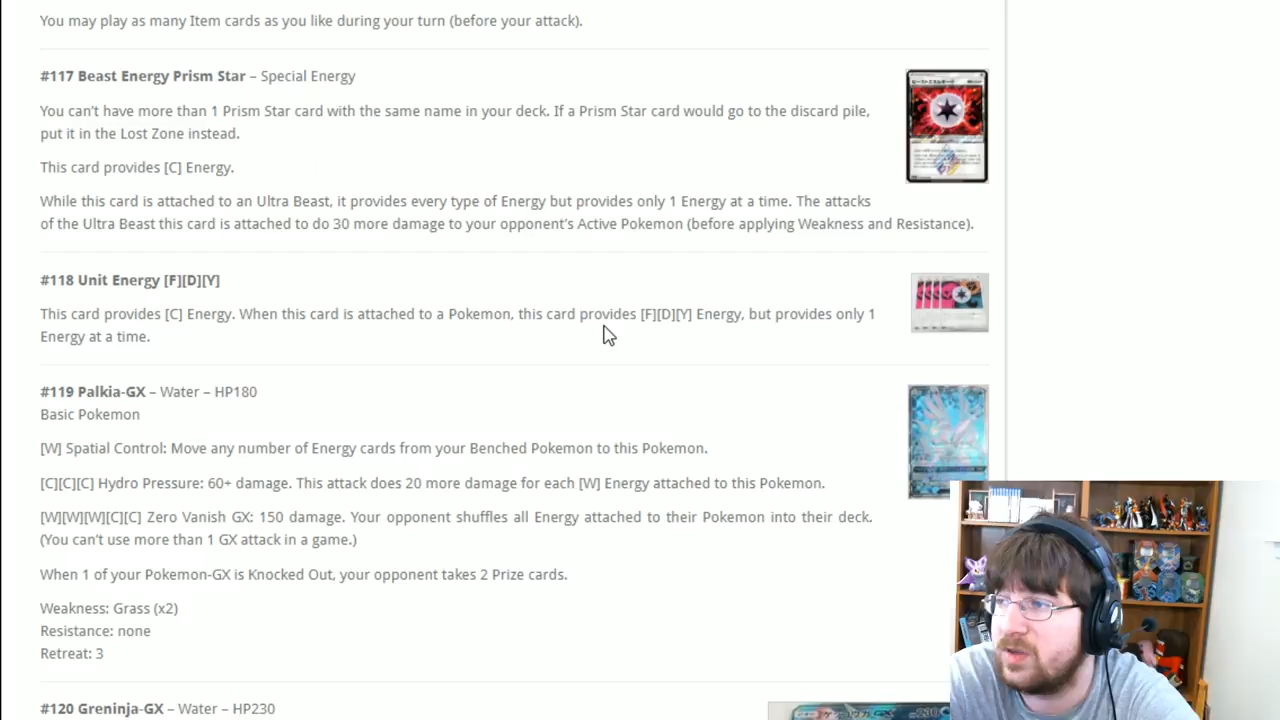 You may play as many Item cards as you like during your turn (before your attack).
#117 Beast Energy Prism Star – Special Energy
You can't have more than 1 Prism Star card with the same name in your deck. If a Prism Star card would go to the discard pile,
put it in the Lost Zone instead.
This card provides [C] Energy.
While this card is attached to an Ultra Beast, it provides every type of Energy but provides only 1 Energy at a time. The attacks
of the Ultra Beast this card is attached to do 30 more damage to your opponent's Active Pokemon (before applying Weakness and Resistance).
#118 Unit Energy [F][D][Y]
This card provides [C] Energy. When this card is attached to a Pokemon, this card provides [F][D][Y] Energy, but provides only 1
Energy at a time.
#119 Palkia-GX – Water – HP180
Basic Pokemon
[W] Spatial Control: Move any number of Energy cards from your Benched Pokemon to this Pokemon.
[C][C][C] Hydro Pressure: 60+ damage. This attack does 20 more damage for each [W] Energy attached to this Pokemon.
[W][W][W][C][C] Zero Vanish GX: 150 damage. Your opponent shuffles all Energy attached to their Pokemon into their deck.
(You can't use more than 1 GX attack in a game.)
When 1 of your Pokemon-GX is Knocked Out, your opponent takes 2 Prize cards.
Weakness: Grass (x2)
Resistance: none
Retreat: 3
#120 Greninja-GX – Water – HP230